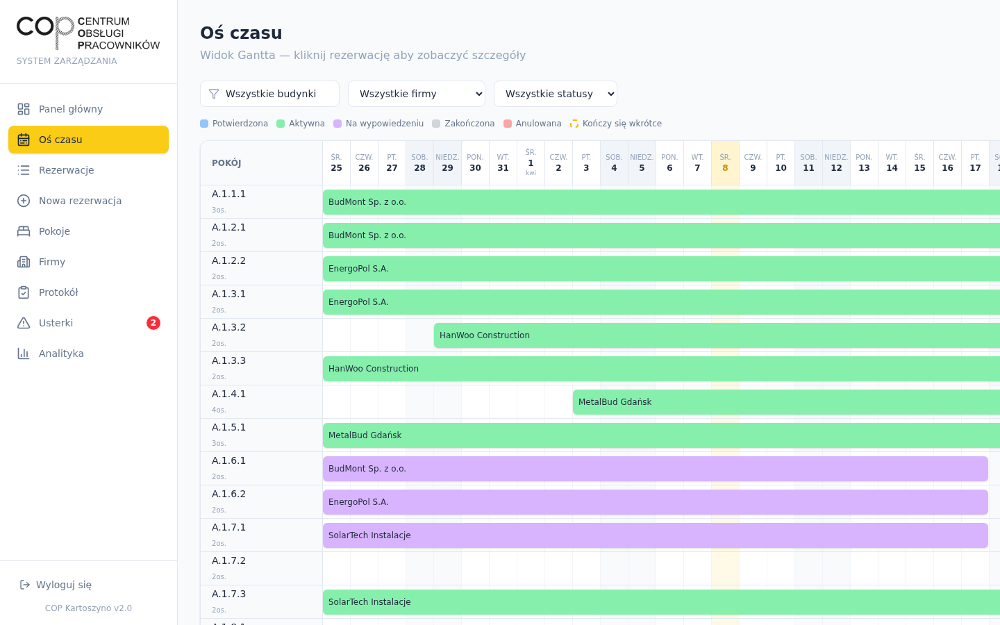 COP CENTRUM
OBSŁUGI
PRACOWNIKÓW
SYSTEM ZARZĄDZANIA
Panel główny
Oś czasu
Rezerwacje
Nowa rezerwacja
Pokoje
Firmy
Protokół
Usterki 2
Analityka
Wyloguj się
COP Kartoszyno v2.0
Oś czasu
Widok Gantta — kliknij rezerwację aby zobaczyć szczegóły
Wszystkie budynki Wszystkie firmy Wszystkie statusy
Potwierdzona Aktywna Na wypowiedzeniu Zakończona Anulowana Kończy się wkrótce
POKÓJ
ŚR. 25
CZW. 26
PT. 27
SOB. 28
NIEDZ. 29
PON. 30
WT. 31
ŚR. 1 kwi
CZW. 2
PT. 3
SOB. 4
NIEDZ. 5
PON. 6
WT. 7
ŚR. 8
CZW. 9
PT. 10
SOB. 11
NIEDZ. 12
PON. 13
WT. 14
ŚR. 15
CZW. 16
PT. 17
A.1.1.1
3os.
BudMont Sp. z o.o.
A.1.2.1
2os.
BudMont Sp. z o.o.
A.1.2.2
2os.
EnergoPol S.A.
A.1.3.1
2os.
EnergoPol S.A.
A.1.3.2
2os.
HanWoo Construction
A.1.3.3
2os.
HanWoo Construction
A.1.4.1
4os.
MetalBud Gdańsk
A.1.5.1
3os.
MetalBud Gdańsk
A.1.6.1
2os.
BudMont Sp. z o.o.
A.1.6.2
2os.
EnergoPol S.A.
A.1.7.1
2os.
SolarTech Instalacje
A.1.7.2
2os.
A.1.7.3
2os.
SolarTech Instalacje